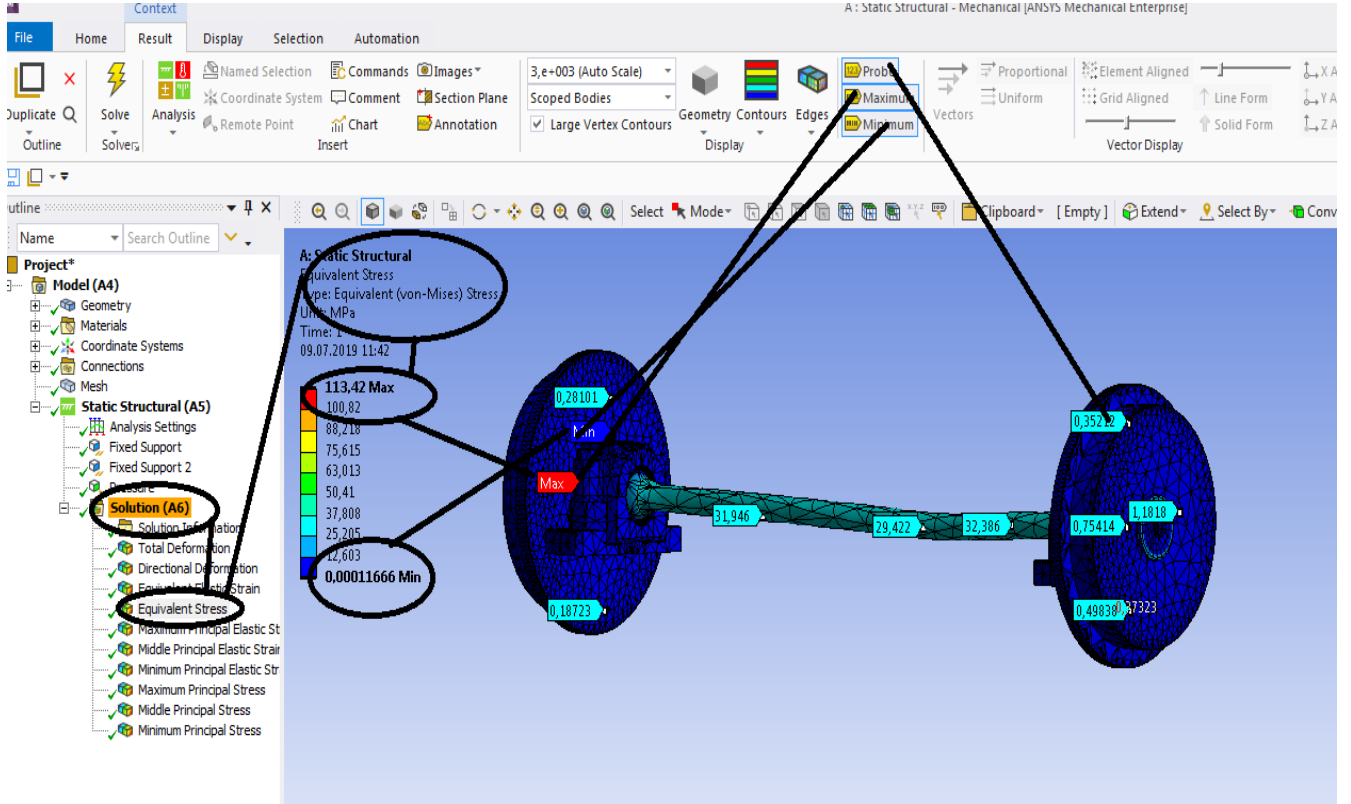 Context
A : Static Structural - Mechanical [ANSYS Mechanical Enterprise]
File Home Result Display Selection Automation
Named Selection Commands Images 3,e+003 (Auto Scale) Probe Proportional Element Aligned X A
Coordinate System Comment Section Plane Scoped Bodies Maximum Uniform Grid Aligned Line Form Y A
Duplicate Solve Analysis Remote Point Chart Annotation Large Vertex Contours Geometry Contours Edges Minimum Vectors Solid Form Z A
Outline Solver Insert Display Vector Display
utline
Select Mode Clipboard [ Empty ] Extend Select By Conv
Name Search Outline
Project*
Model (A4)
Geometry
Materials
Coordinate Systems
Connections
Mesh
Static Structural (A5)
Analysis Settings
Fixed Support
Fixed Support 2
Pressure
Solution (A6)
Solution Information
Total Deformation
Directional Deformation
Equivalent Elastic Strain
Equivalent Stress
Maximum Principal Elastic St
Middle Principal Elastic Strain
Minimum Principal Elastic Str
Maximum Principal Stress
Middle Principal Stress
Minimum Principal Stress
A: Static Structural
Equivalent Stress
Type: Equivalent (von-Mises) Stress
Unit: MPa
Time: 1
09.07.2019 11:42
113,42 Max
100,82
88,218
75,615
63,013
50,41
37,808
25,205
12,603
0,00011666 Min
0,28101
Min
Max
0,18723
31,946
29,422
32,386
0,35212
0,75414
1,1818
0,49838